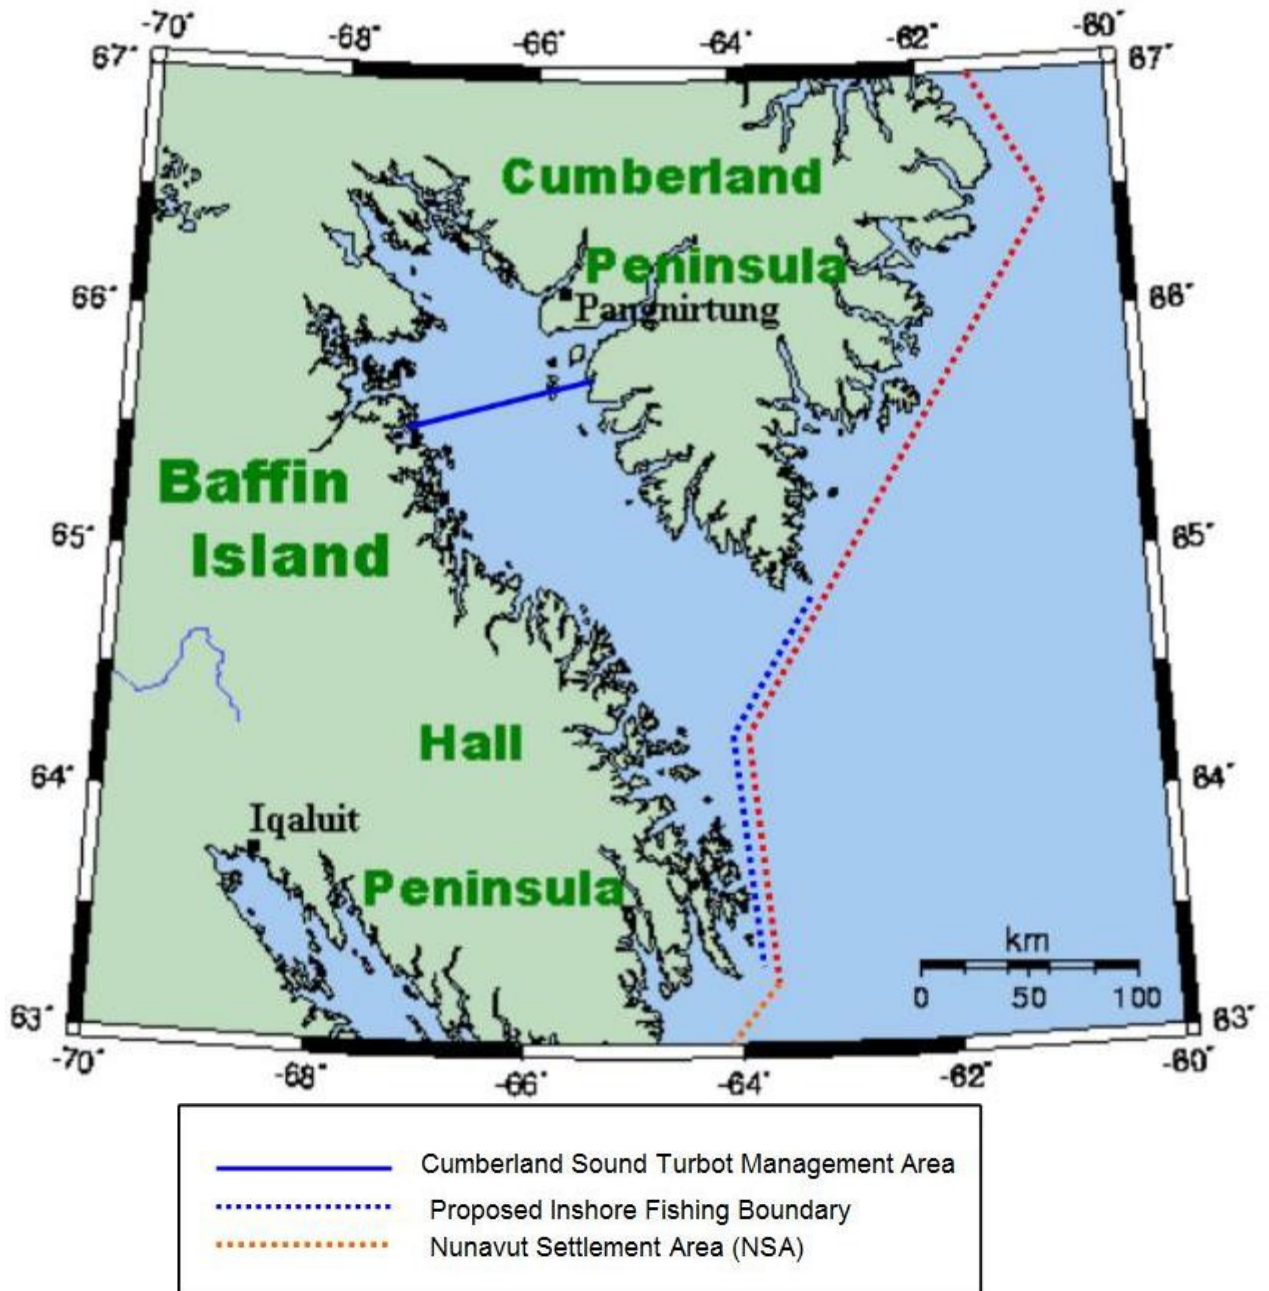 -70° -68° -66° -64° -62° -60°
67° 67°
Cumberland
Peninsula
66° 66°
Pangnirtung
Baffin
Island
65° 65°
Hall
64° 64°
Iqaluit
Peninsula
km
0 50 100
63° 63°
-70° -68° -66° -64° -62° -60°
Cumberland Sound Turbot Management Area
Proposed Inshore Fishing Boundary
Nunavut Settlement Area (NSA)